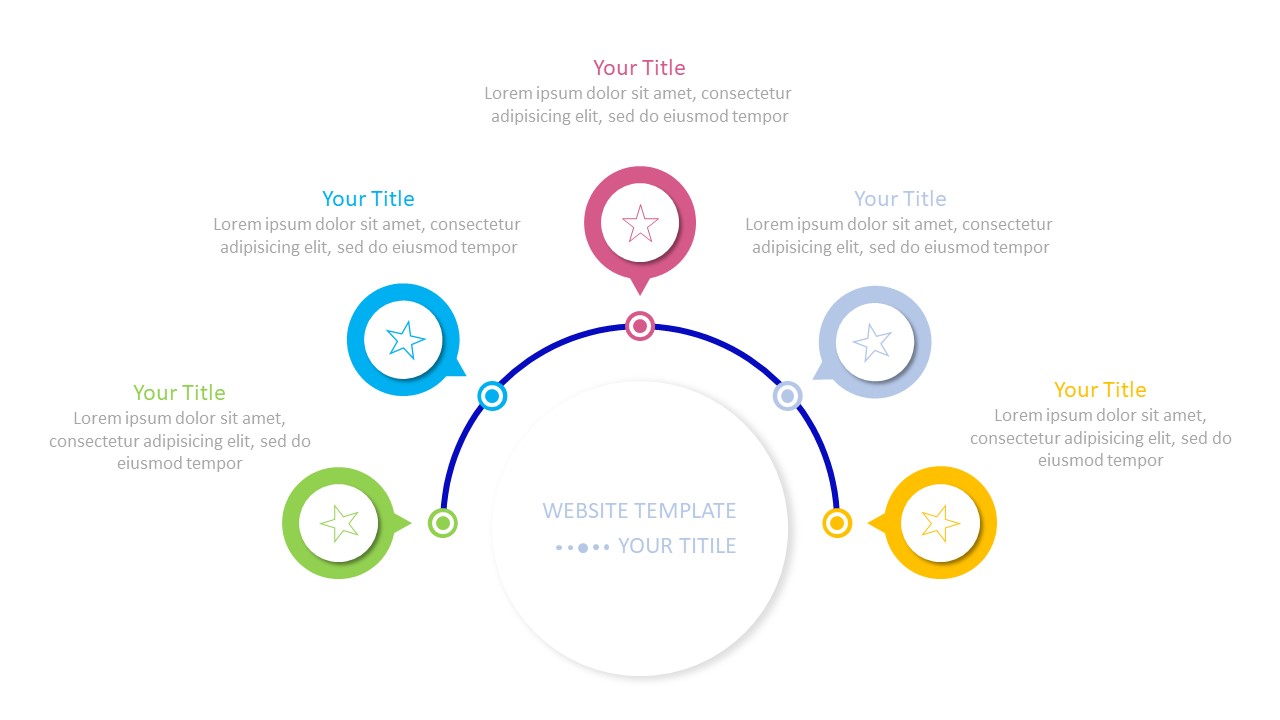 Your Title
Lorem ipsum dolor sit amet, consectetur
adipisicing elit, sed do eiusmod tempor
Your Title
Lorem ipsum dolor sit amet, consectetur
adipisicing elit, sed do eiusmod tempor
Your Title
Lorem ipsum dolor sit amet, consectetur
adipisicing elit, sed do eiusmod tempor
Your Title
Lorem ipsum dolor sit amet,
consectetur adipisicing elit, sed do
eiusmod tempor
Your Title
Lorem ipsum dolor sit amet,
consectetur adipisicing elit, sed do
eiusmod tempor
WEBSITE TEMPLATE
YOUR TITILE